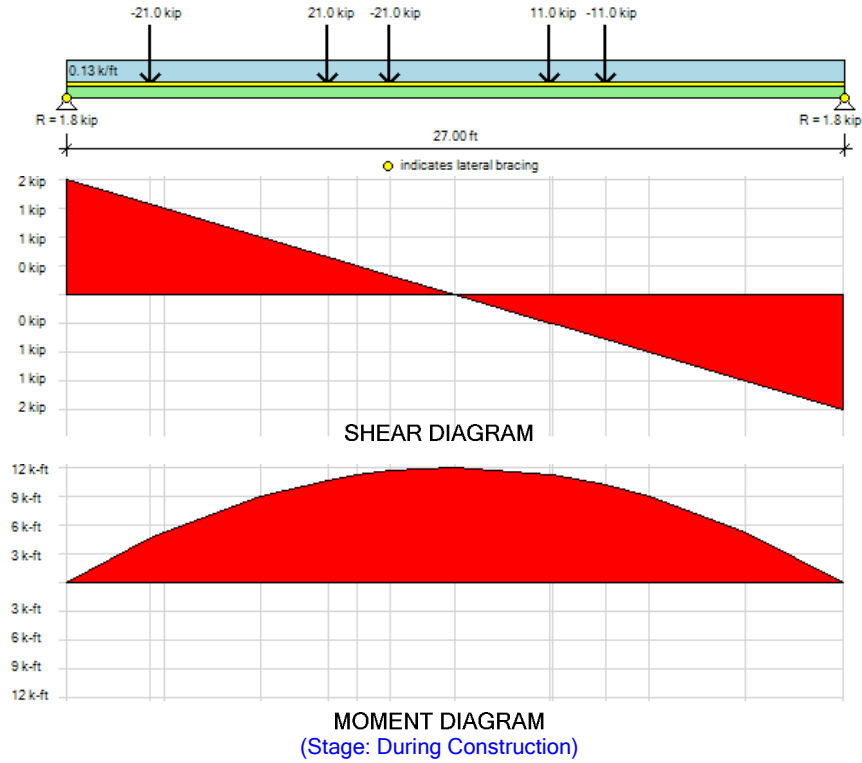 -21.0 kip 21.0 kip -21.0 kip 11.0 kip -11.0 kip
0.13 k/ft
R = 1.8 kip R = 1.8 kip
27.00 ft
indicates lateral bracing
2 kip
1 kip
1 kip
0 kip
0 kip
1 kip
1 kip
2 kip
SHEAR DIAGRAM
12 k-ft
9 k-ft
6 k-ft
3 k-ft
3 k-ft
6 k-ft
9 k-ft
12 k-ft
MOMENT DIAGRAM
(Stage: During Construction)